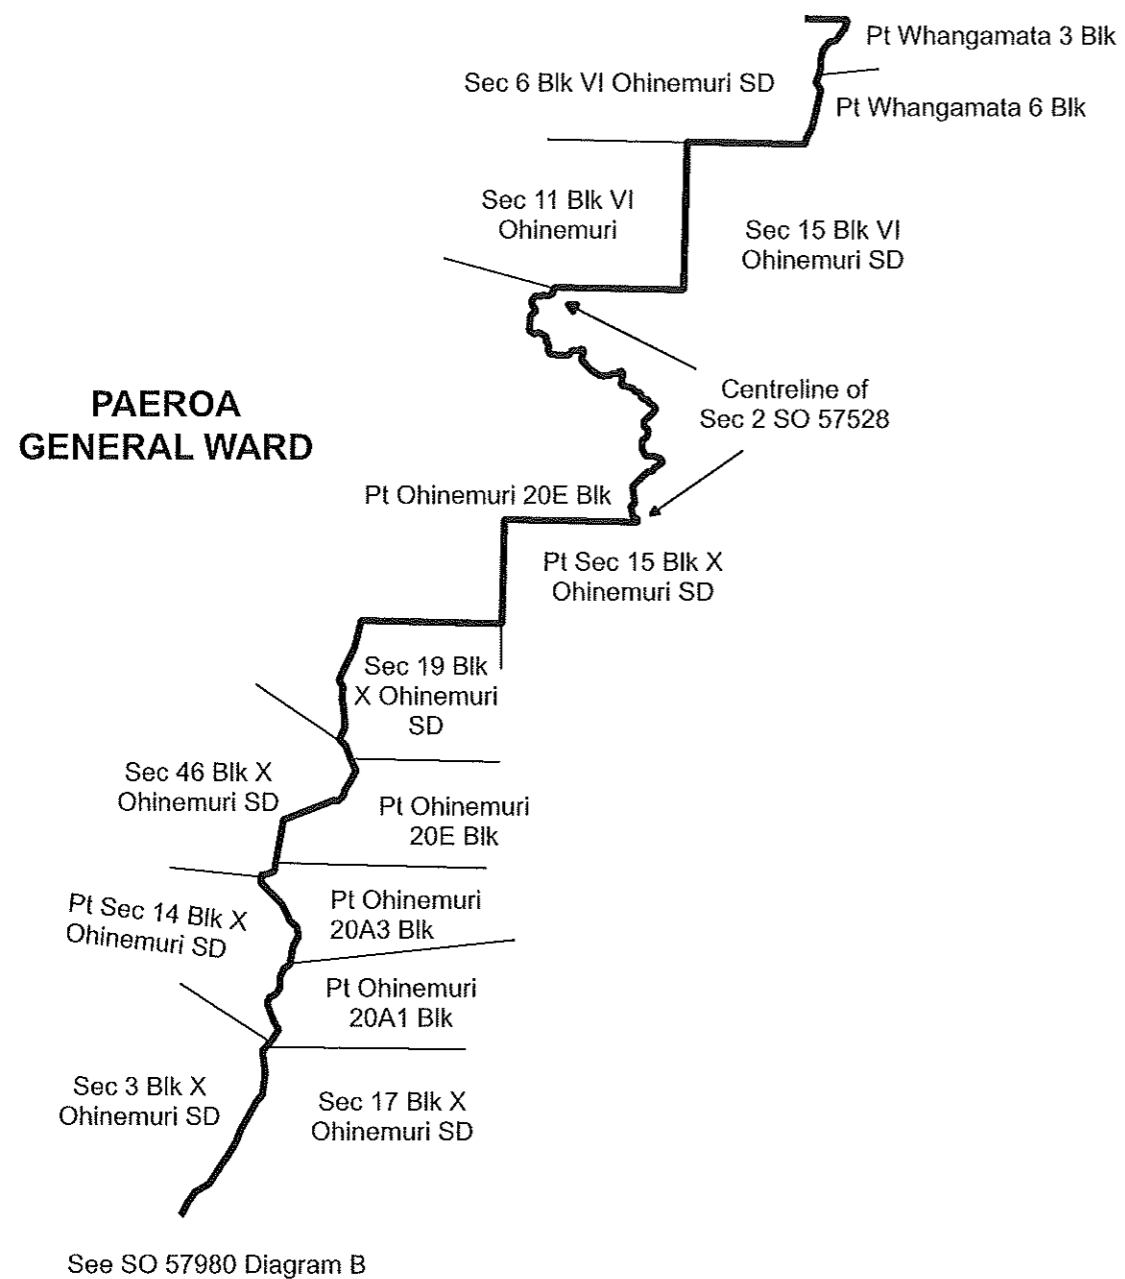 Pt Whangamata 3 Blk
Sec 6 Blk VI Ohinemuri SD
Pt Whangamata 6 Blk
Sec 11 Blk VI
Ohinemuri
Sec 15 Blk VI
Ohinemuri SD
Centreline of
Sec 2 SO 57528
PAEROA
GENERAL WARD
Pt Ohinemuri 20E Blk
Pt Sec 15 Blk X
Ohinemuri SD
Sec 19 Blk
X Ohinemuri
SD
Sec 46 Blk X
Ohinemuri SD
Pt Ohinemuri
20E Blk
Pt Sec 14 Blk X
Ohinemuri SD
Pt Ohinemuri
20A3 Blk
Pt Ohinemuri
20A1 Blk
Sec 3 Blk X
Ohinemuri SD
Sec 17 Blk X
Ohinemuri SD
See SO 57980 Diagram B